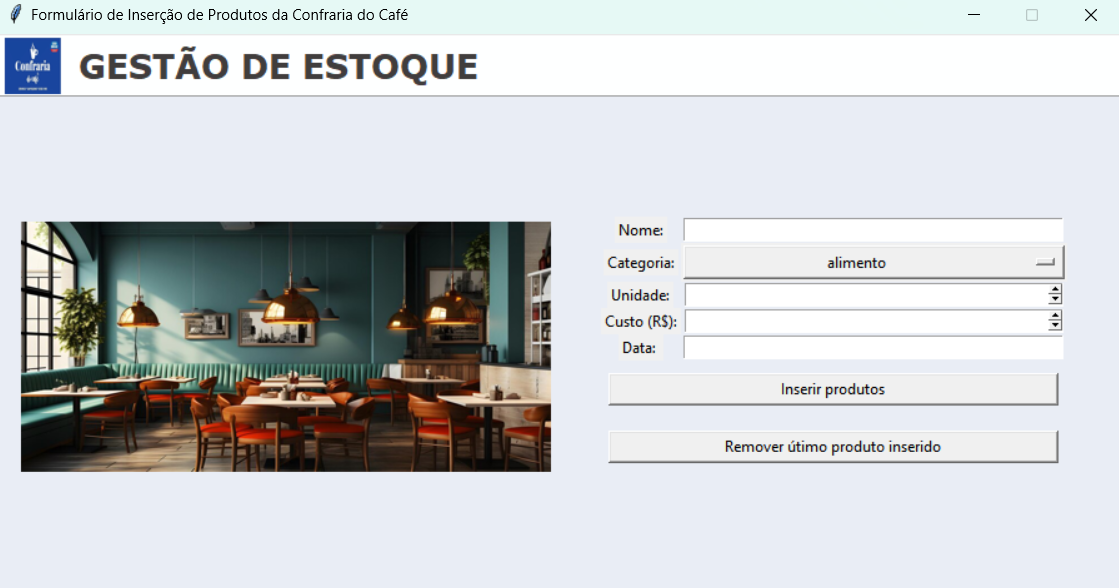 Formulário de Inserção de Produtos da Confraria do Café
Confraria
GESTÃO DE ESTOQUE
Nome:
Categoria: alimento
Unidade:
Custo (R$):
Data:
Inserir produtos
Remover útimo produto inserido